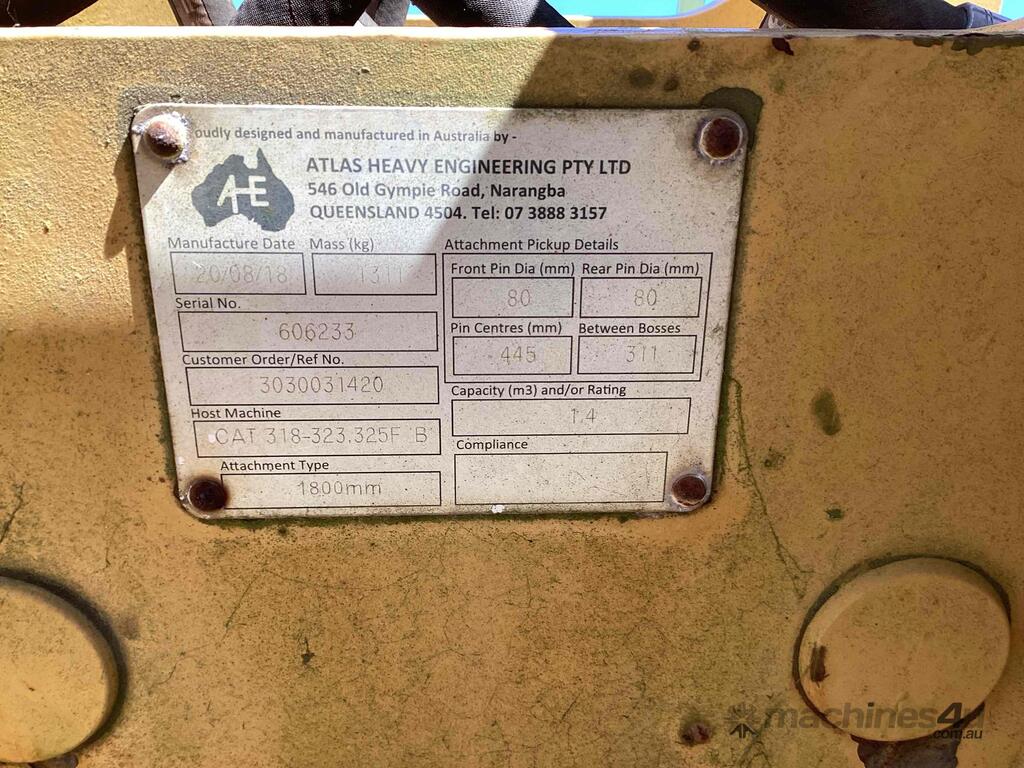 oudly designed and manufactured in Australia by -
AHE
ATLAS HEAVY ENGINEERING PTY LTD
546 Old Gympie Road, Narangba
QUEENSLAND 4504. Tel: 07 3888 3157
Manufacture Date Mass (kg)
20/08/18 1311
Serial No.
606233
Customer Order/Ref No.
3030031420
Host Machine
CAT 318-323.325F B
Attachment Type
1800mm
Attachment Pickup Details
Front Pin Dia (mm) Rear Pin Dia (mm)
80 80
Pin Centres (mm) Between Bosses
445 311
Capacity (m3) and/or Rating
1.4
Compliance
machines4u
.com.au